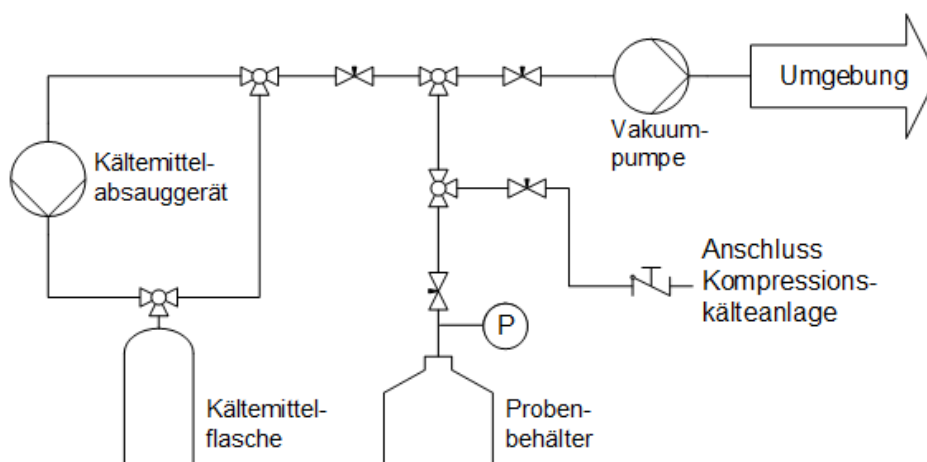 Umgebung
Vakuum-
pumpe
Kältemittel-
absauggerät
Anschluss
Kompressions-
kälteanlage
P
Kältemittel-
flasche
Proben-
behälter